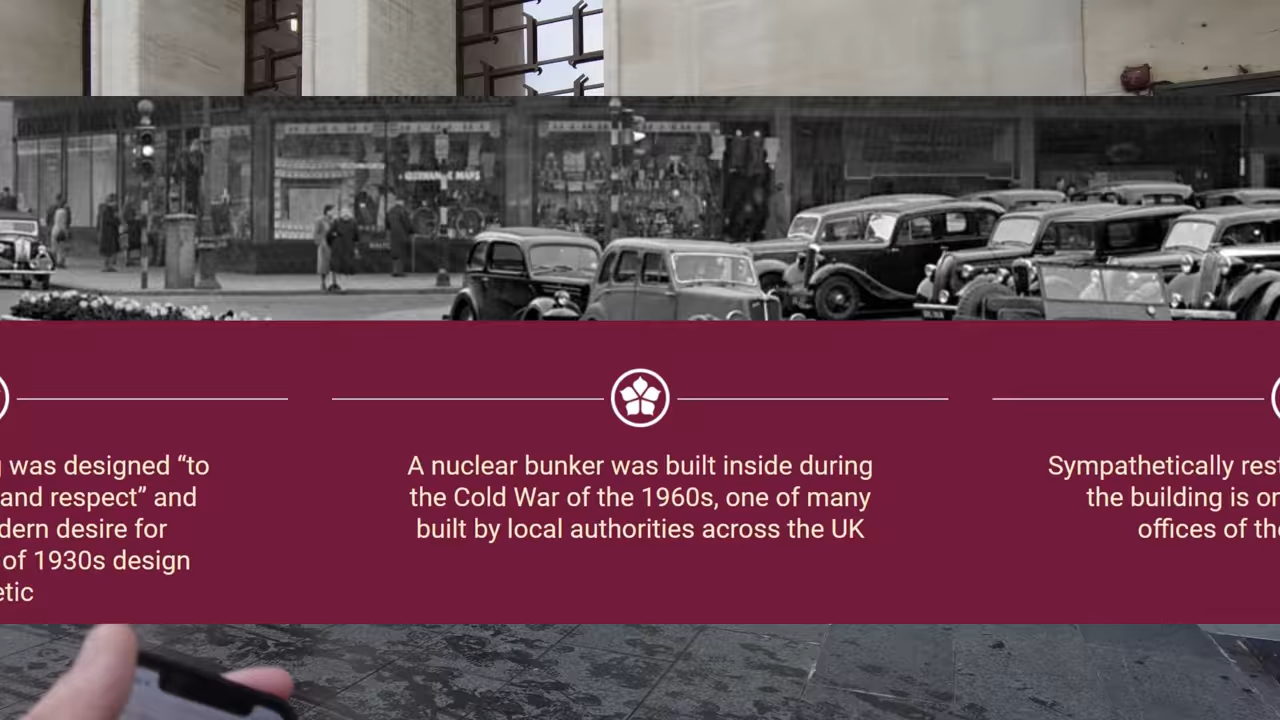 ORDNANCE MAPS
was designed “to
and respect” and
dern desire for
of 1930s design
etic
A nuclear bunker was built inside during
the Cold War of the 1960s, one of many
built by local authorities across the UK
Sympathetically rest
the building is or
offices of the